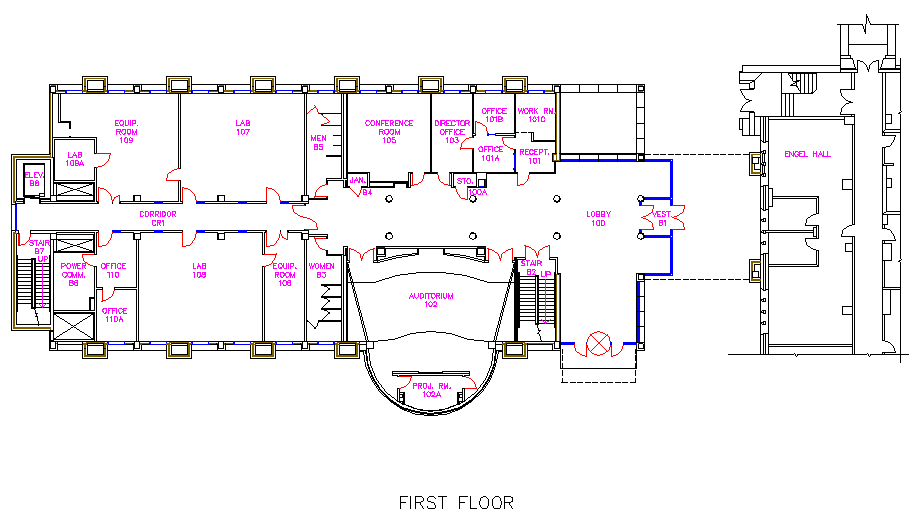 EQUIP.
ROOM
109
LAB
107
MEN
B5
CONFERENCE
ROOM
105
DIRECTOR
OFFICE
103
OFFICE
101B
WORK RM.
101C
OFFICE
101A
RECEPT.
101
LAB
109A
ELEV.
B8
JAN.
B4
STO.
100A
ENGEL HALL
CORRIDOR
CR1
LOBBY
100
VEST.
B1
STAIR
B7
UP
POWER
COMM.
B6
OFFICE
110
OFFICE
110A
LAB
108
EQUIP.
ROOM
106
WOMEN
B3
AUDITORIUM
102
STAIR
B2
UP
PROJ. RM.
102A
FIRST FLOOR